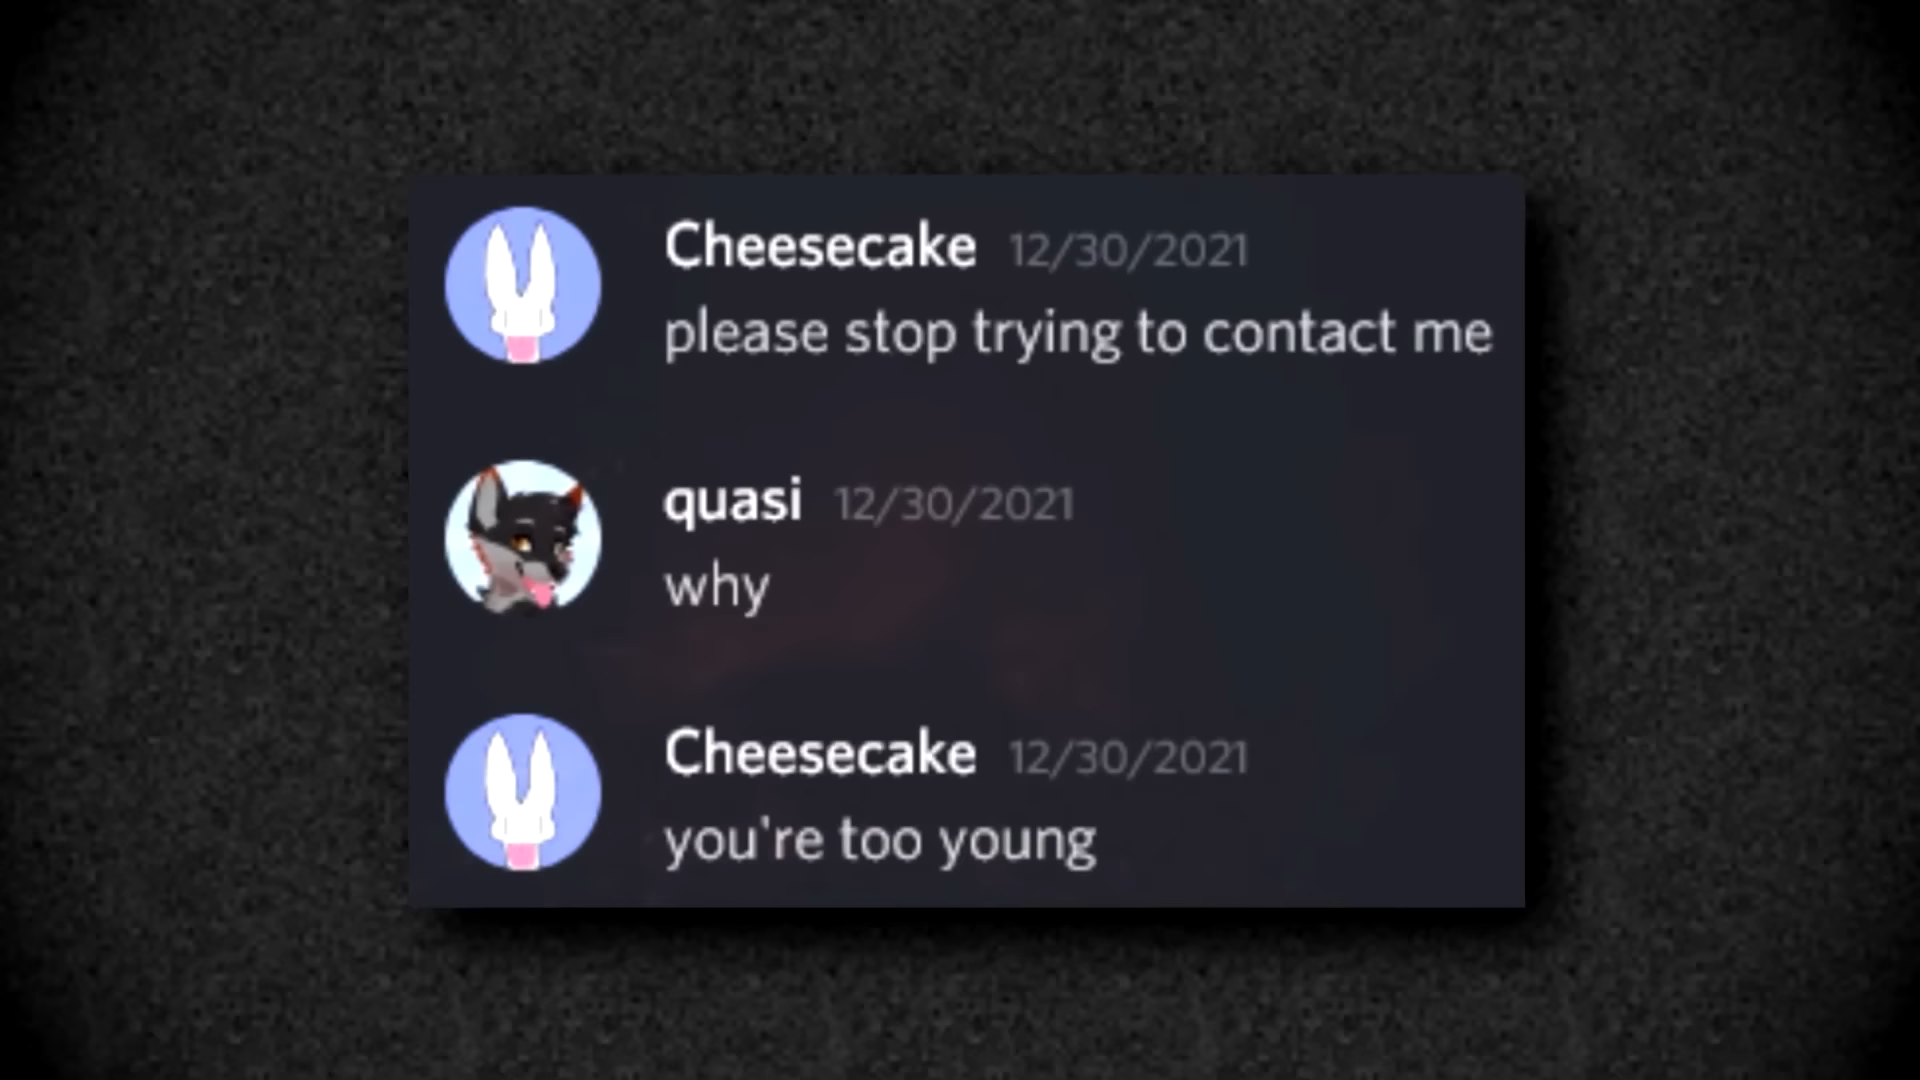 Cheesecake 12/30/2021
please stop trying to contact me
quasi 12/30/2021
why
Cheesecake 12/30/2021
you're too young